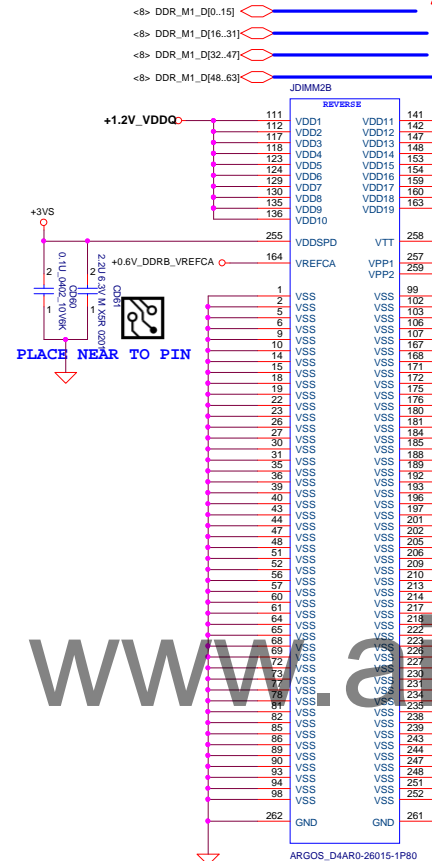 <8> DDR_M1_D[0..15]
<8> DDR_M1_D[16..31]
<8> DDR_M1_D[32..47]
<8> DDR_M1_D[48..63]
JDIMM2B
REVERSE
+1.2V_VDDQ
111 VDD1 VDD11 141
112 VDD2 VDD12 142
117 VDD3 VDD13 147
118 VDD4 VDD14 148
123 VDD5 VDD15 153
124 VDD6 VDD16 154
129 VDD7 VDD17 159
130 VDD8 VDD18 160
135 VDD9 VDD19 163
136 VDD10
+3VS
255 VDDSPD VTT 258
+0.6V_DDRB_VREFCA 164 VREFCA VPP1 257
VPP2 259
2 0.1U_0402_10V6K CD60 1
2 2.2U 6.3V M X5R 0201 CD61 1
PLACE NEAR TO PIN
1 VSS VSS 99
2 VSS VSS 102
5 VSS VSS 103
6 VSS VSS 106
9 VSS VSS 107
10 VSS VSS 167
14 VSS VSS 168
15 VSS VSS 171
18 VSS VSS 172
19 VSS VSS 175
22 VSS VSS 176
23 VSS VSS 180
26 VSS VSS 181
27 VSS VSS 184
30 VSS VSS 185
31 VSS VSS 188
35 VSS VSS 189
36 VSS VSS 192
39 VSS VSS 193
40 VSS VSS 196
43 VSS VSS 197
44 VSS VSS 201
47 VSS VSS 202
48 VSS VSS 205
51 VSS VSS 206
52 VSS VSS 209
56 VSS VSS 210
57 VSS VSS 213
60 VSS VSS 214
61 VSS VSS 217
64 VSS VSS 218
65 VSS VSS 222
68 VSS VSS 223
69 VSS VSS 226
72 VSS VSS 227
73 VSS VSS 230
77 VSS VSS 231
78 VSS VSS 234
81 VSS VSS 235
82 VSS VSS 238
85 VSS VSS 239
86 VSS VSS 243
89 VSS VSS 244
90 VSS VSS 247
93 VSS VSS 248
94 VSS VSS 251
98 VSS VSS 252
262 GND GND 261
www.a
ARGOS_D4AR0-26015-1P80